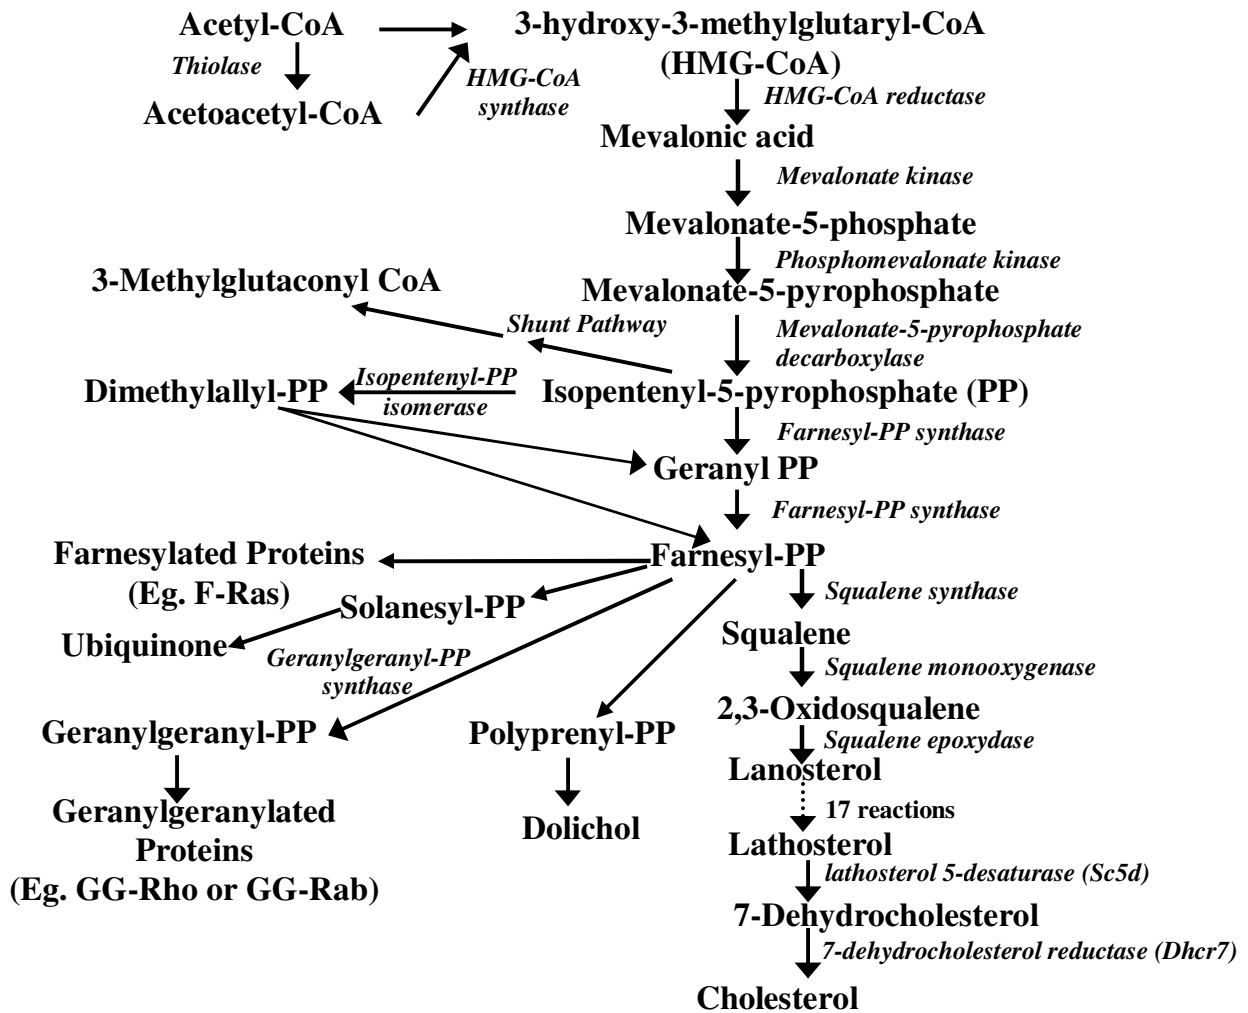 Acetyl-CoA
3-hydroxy-3-methylglutaryl-CoA
(HMG-CoA)
Thiolase
HMG-CoA
synthase
HMG-CoA reductase
Acetoacetyl-CoA
Mevalonic acid
Mevalonate kinase
Mevalonate-5-phosphate
Phosphomevalonate kinase
3-Methylglutaconyl CoA
Mevalonate-5-pyrophosphate
Shunt Pathway
Mevalonate-5-pyrophosphate
decarboxylase
Dimethylallyl-PP
Isopentenyl-PP
isomerase
Isopentenyl-5-pyrophosphate (PP)
Farnesyl-PP synthase
Geranyl PP
Farnesyl-PP synthase
Farnesylated Proteins
(Eg. F-Ras)
Farnesyl-PP
Squalene synthase
Solanesyl-PP
Ubiquinone
Squalene
Geranylgeranyl-PP
synthase
Squalene monooxygenase
2,3-Oxidosqualene
Geranylgeranyl-PP
Polyprenyl-PP
Squalene epoxydase
Lanosterol
17 reactions
Geranylgeranylated
Proteins
(Eg. GG-Rho or GG-Rab)
Dolichol
Lathosterol
lathosterol 5-desaturase (Sc5d)
7-Dehydrocholesterol
7-dehydrocholesterol reductase (Dhcr7)
Cholesterol